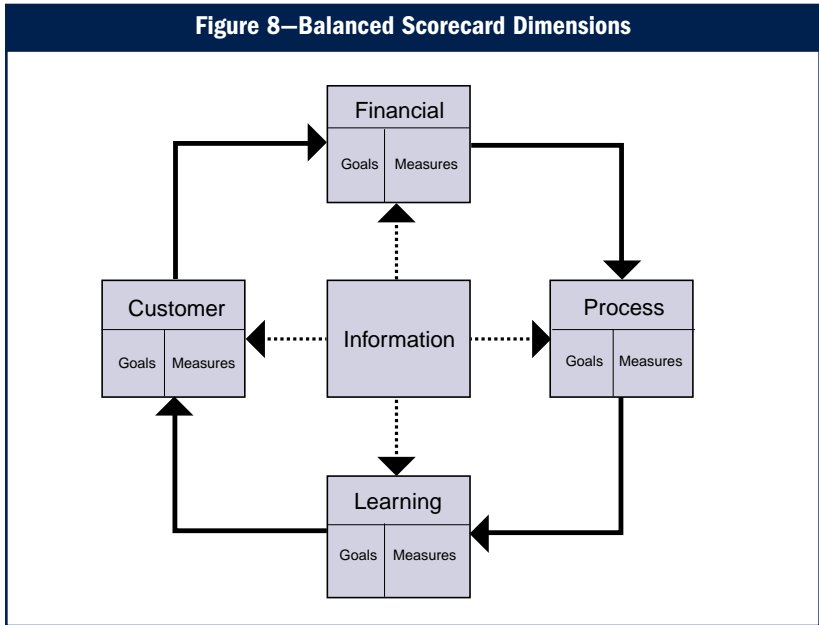 Figure 8—Balanced Scorecard Dimensions
Financial
Goals Measures
Customer
Goals Measures
Information
Process
Goals Measures
Learning
Goals Measures